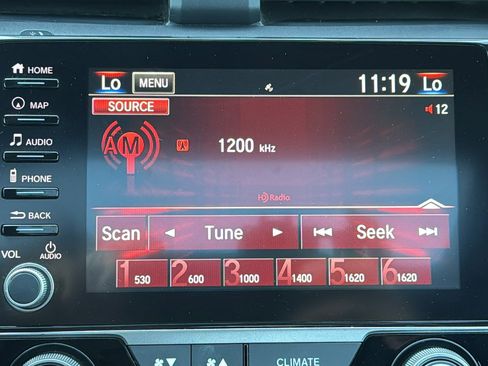 HOME
Lo MENU 11:19 Lo
MAP
SOURCE 12
AUDIO
AM 1200 kHz
PHONE
HD Radio
BACK
Scan Tune Seek
VOL AUDIO
1 530 2 600 3 1000 4 1400 5 1620 6 1620
CLIMATE